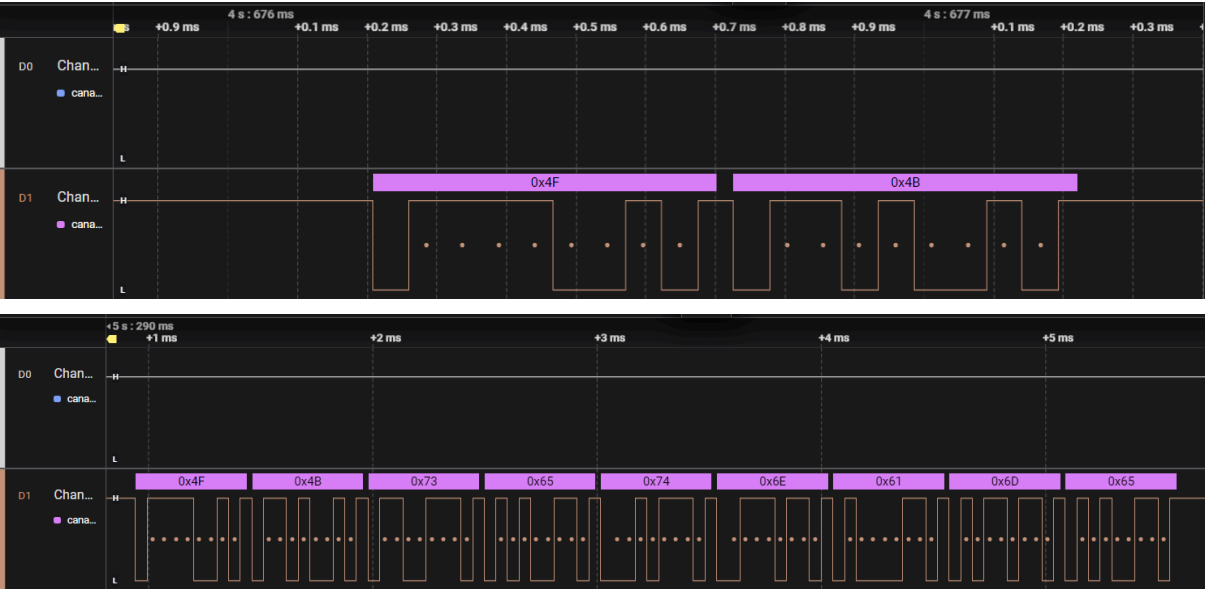 4 s : 676 ms 4 s : 677 ms
s +0.9 ms +0.1 ms +0.2 ms +0.3 ms +0.4 ms +0.5 ms +0.6 ms +0.7 ms +0.8 ms +0.9 ms +0.1 ms +0.2 ms +0.3 ms
D0 Chan... H
cana...
L
0x4F 0x4B
D1 Chan... H
cana...
L
5 s : 290 ms
+1 ms +2 ms +3 ms +4 ms +5 ms
D0 Chan... H
cana...
L
0x4F 0x4B 0x73 0x65 0x74 0x6E 0x61 0x6D 0x65
D1 Chan... H
cana...
L